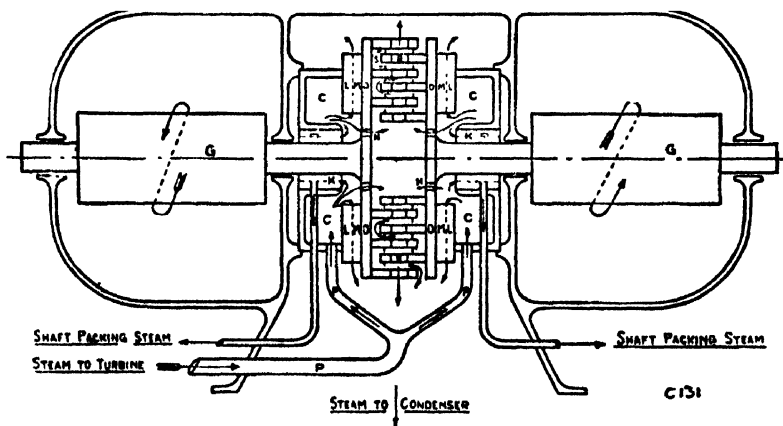 G
G
C
C
C
C
L
M
D
D
M
L
K
K
N
N
L
M
D
D
M
L
SHAFT PACKING STEAM
SHAFT PACKING STEAM
STEAM TO TURBINE
P
STEAM TO CONDENSER
C131